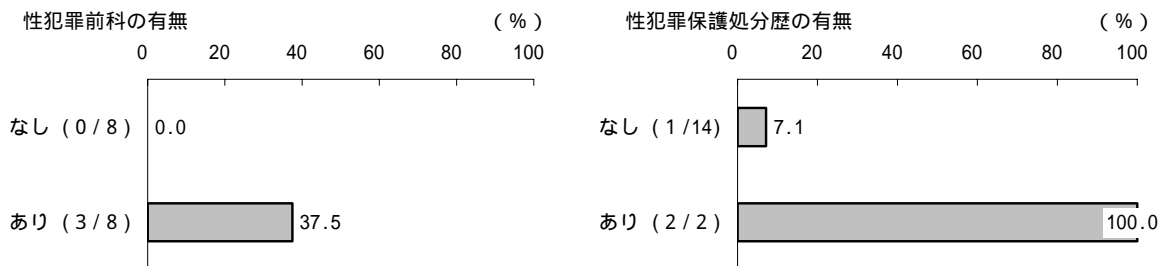 性犯罪前科の有無 (%)
0 20 40 60 80 100
なし (0/8) 0.0
あり (3/8) 37.5
性犯罪保護処分歴の有無 (%)
0 20 40 60 80 100
なし (1/14) 7.1
あり (2/2) 100.0